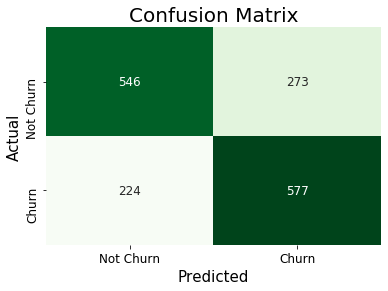 Confusion Matrix
Actual
Not Churn
546
273
Churn
224
577
Not Churn
Churn
Predicted